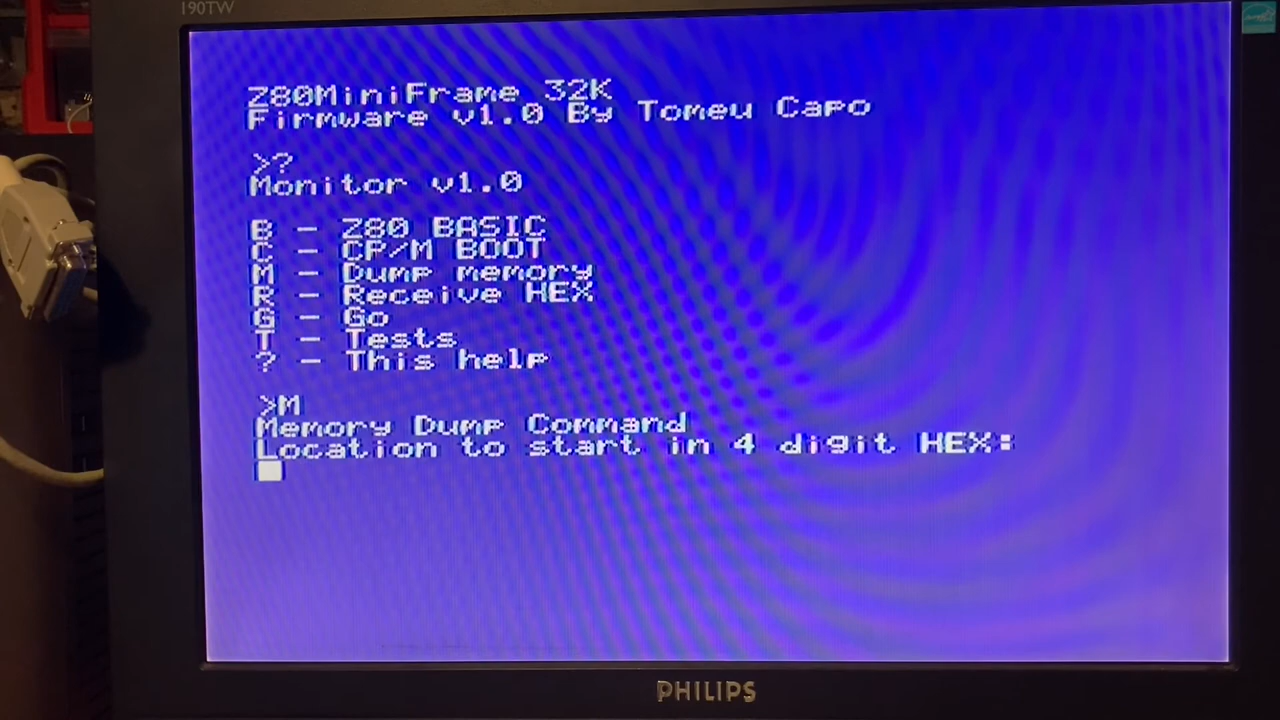 190TW
Z80MiniFrame 32K
Firmware v1.0 By Tomeu Capo
>?
Monitor v1.0
B - Z80 BASIC
C - CP/M BOOT
M - Dump memory
R - Receive HEX
G - Go
T - Tests
? - This help
>M
Memory Dump Command
Location to start in 4 digit HEX:
PHILIPS